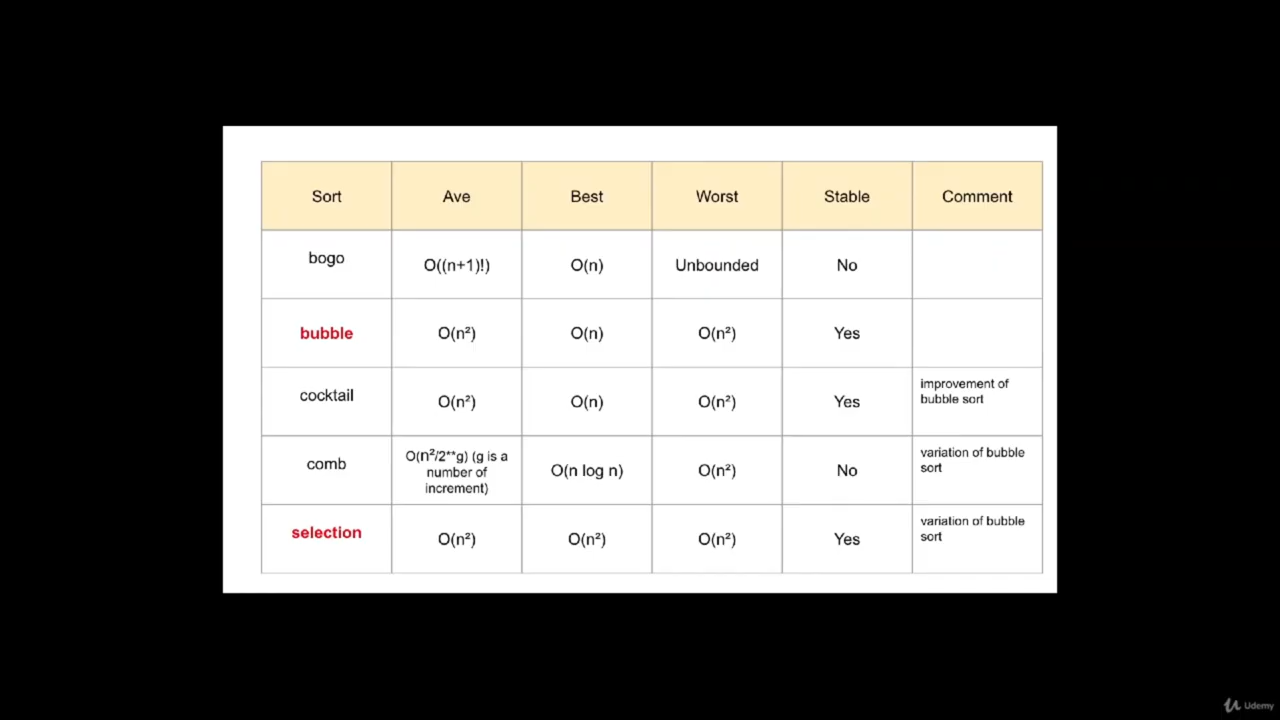 Sort Ave Best Worst Stable Comment
bogo O((n+1)!) O(n) Unbounded No
bubble O(n²) O(n) O(n²) Yes
cocktail O(n²) O(n) O(n²) Yes improvement of
bubble sort
comb O(n²/2**g) (g is a
number of
increment) O(n log n) O(n²) No variation of bubble
sort
selection O(n²) O(n²) O(n²) Yes variation of bubble
sort
Udemy